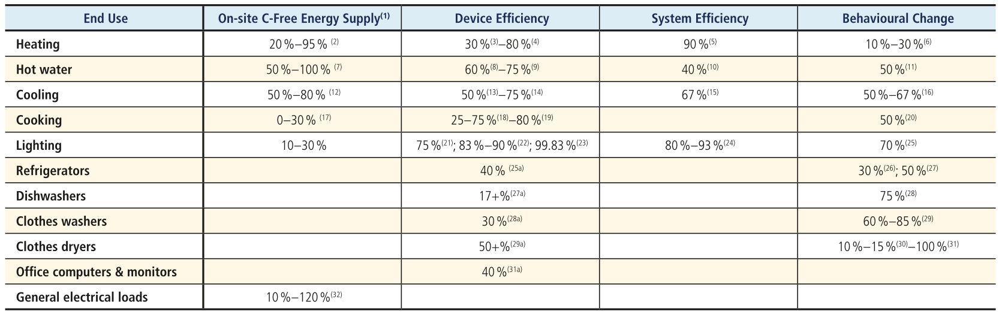 End Use On-site C-Free Energy Supply(1) Device Efficiency System Efficiency Behavioural Change
Heating 20 %–95 % (2) 30 %(3)–80 %(4) 90 %(5) 10 %–30 %(6)
Hot water 50 %–100 % (7) 60 %(8)–75 %(9) 40 %(10) 50 %(11)
Cooling 50 %–80 % (12) 50 %(13)–75 %(14) 67 %(15) 50 %–67 %(16)
Cooking 0–30 % (17) 25–75 %(18)–80 %(19) 50 %(20)
Lighting 10–30 % 75 %(21); 83 %–90 %(22); 99.83 %(23) 80 %–93 %(24) 70 %(25)
Refrigerators 40 % (25a) 30 %(26); 50 %(27)
Dishwashers 17+%(27a) 75 %(28)
Clothes washers 30 %(28a) 60 %–85 %(29)
Clothes dryers 50+%(29a) 10 %–15 %(30)–100 %(31)
Office computers & monitors 40 %(31a)
General electrical loads 10 %–120 %(32)